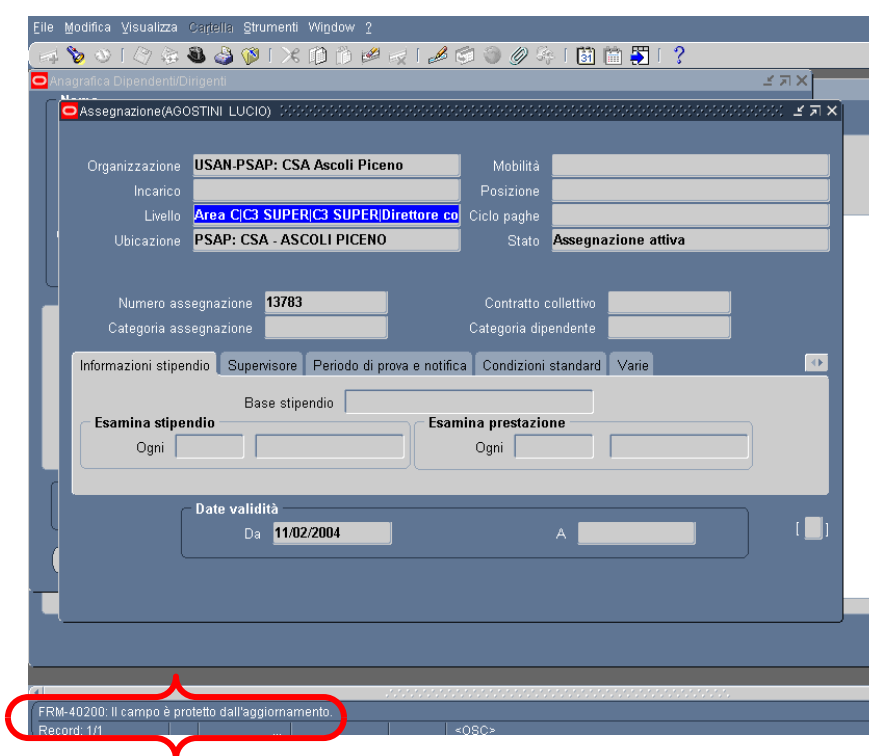 File Modifica Visualizza Cartella Strumenti Window ?
Anagrafica Dipendenti/Dirigenti
Assegnazione(AGOSTINI LUCIO)
Organizzazione USAN-PSAP: CSA Ascoli Piceno Mobilità
Incarico Posizione
Livello Area C|C3 SUPER|C3 SUPER|Direttore co Ciclo paghe
Ubicazione PSAP: CSA - ASCOLI PICENO Stato Assegnazione attiva
Numero assegnazione 13783 Contratto collettivo
Categoria assegnazione Categoria dipendente
Informazioni stipendio Supervisore Periodo di prova e notifica Condizioni standard Varie
Base stipendio
Esamina stipendio Esamina prestazione
Ogni Ogni
Date validità
Da 11/02/2004 A [ ]
FRM-40200: Il campo è protetto dall'aggiornamento.
Record: 1/1 ... <OSC>